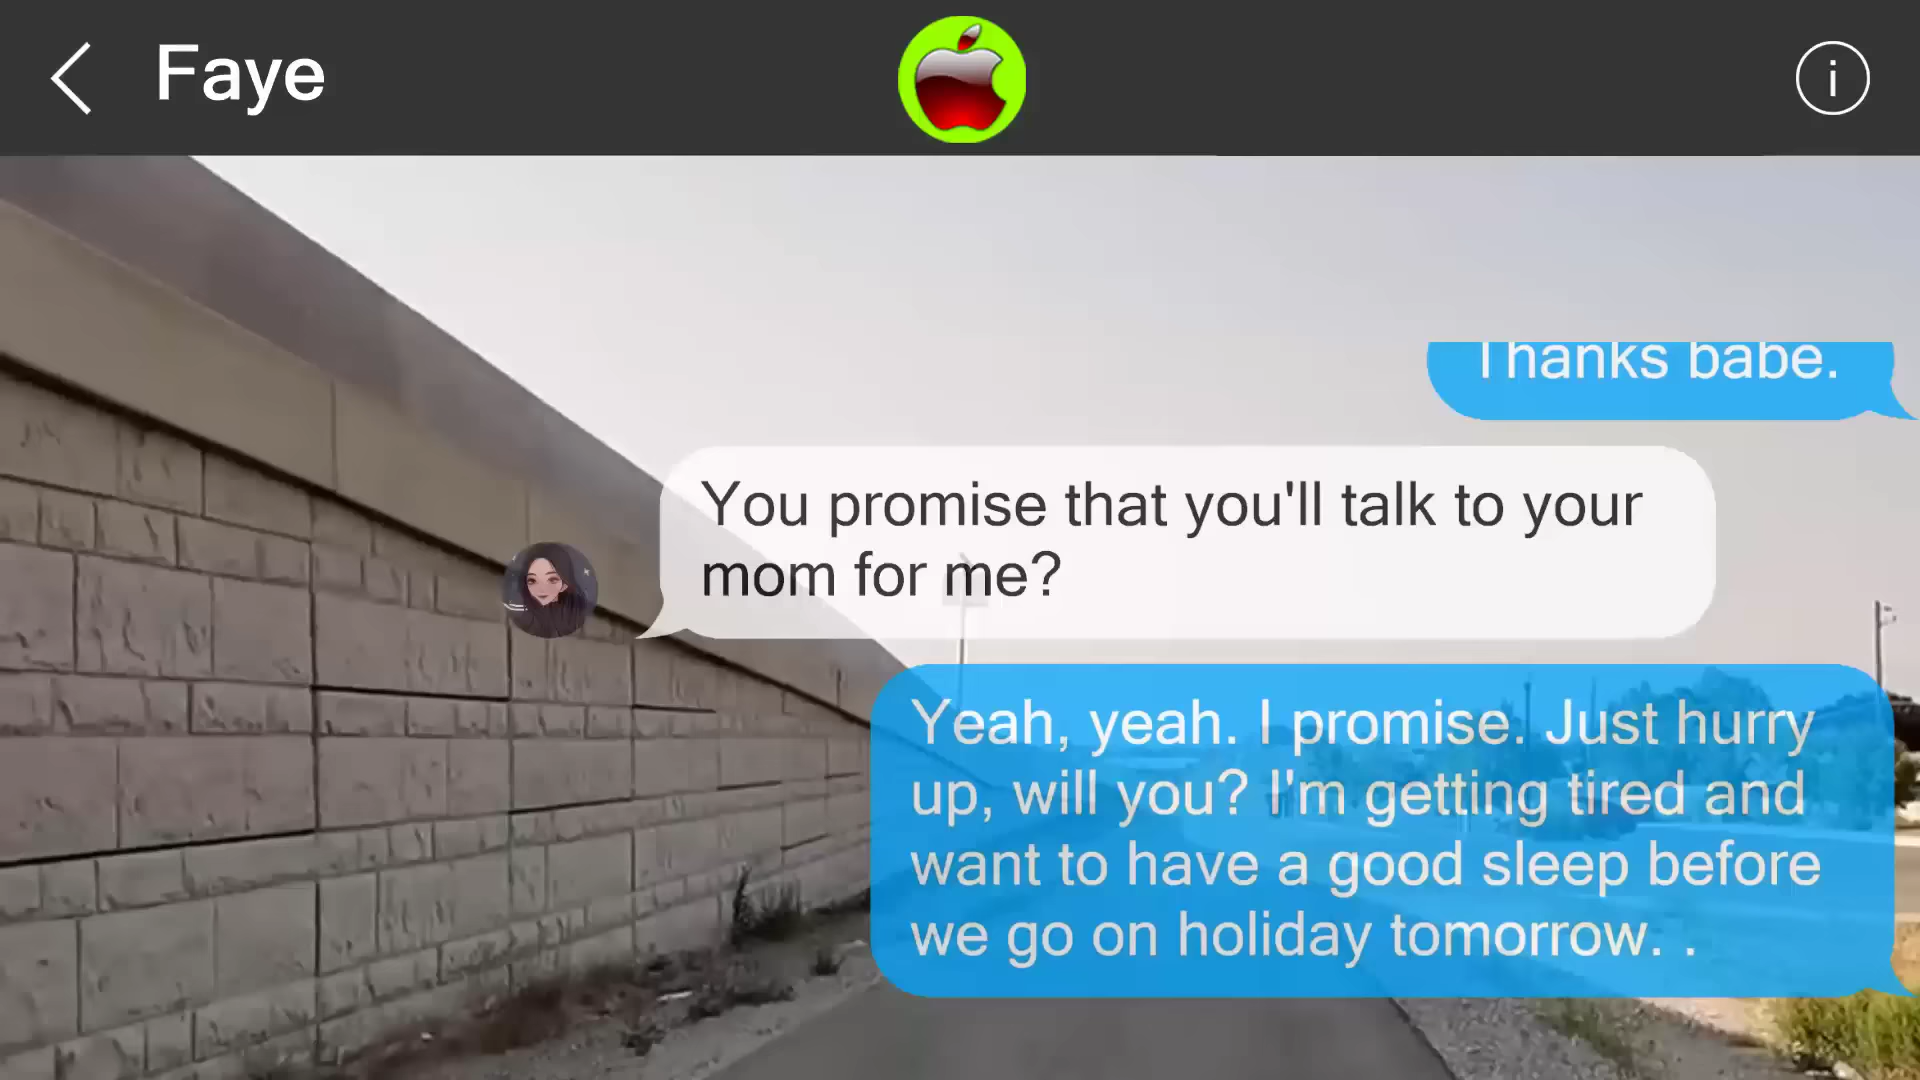 Faye
i
Thanks babe.
You promise that you'll talk to your
mom for me?
Yeah, yeah. I promise. Just hurry
up, will you? I'm getting tired and
want to have a good sleep before
we go on holiday tomorrow. .